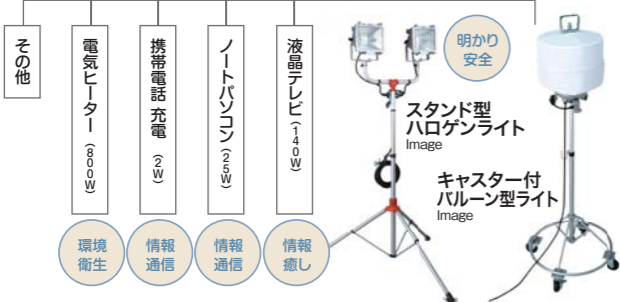 その他
電気ヒーター（800W）
環境
衛生
携帯電話 充電（2W）
情報
通信
ノートパソコン（25W）
情報
通信
液晶テレビ（140W）
情報
癒し
明かり
安全
スタンド型
ハロゲンライト
Image
キャスター付
バルーン型ライト
Image